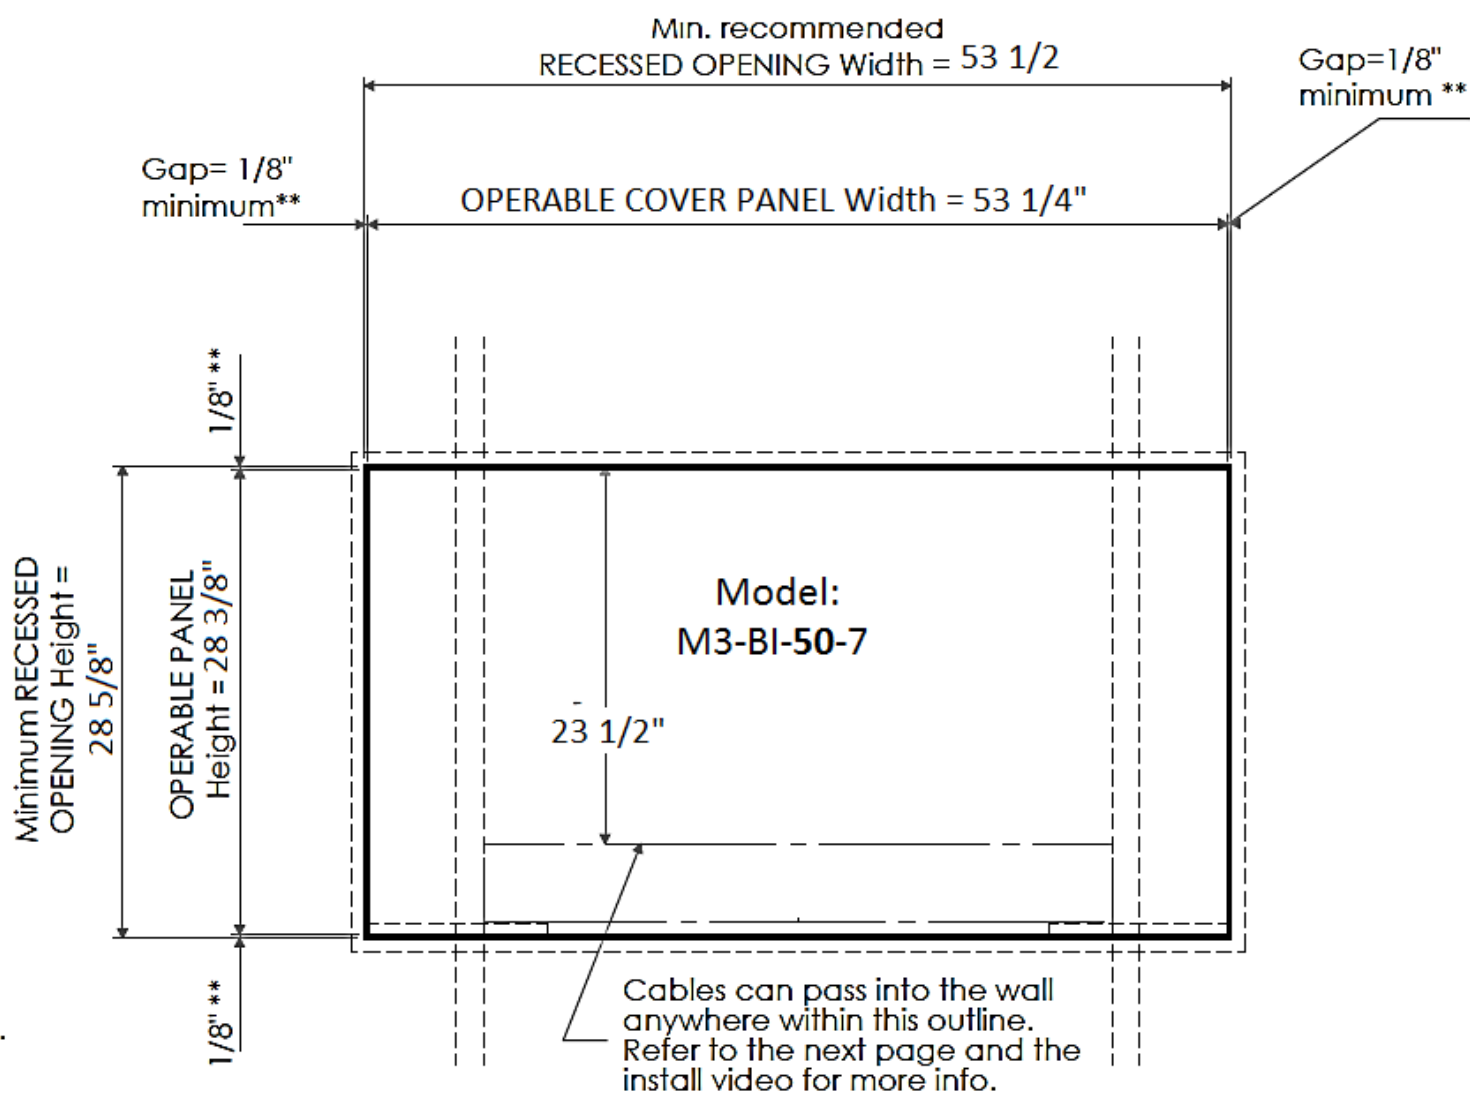 Min. recommended
RECESSED OPENING Width = 53 1/2
Gap=1/8"
minimum **
Gap= 1/8"
minimum**
OPERABLE COVER PANEL Width = 53 1/4"
1/8" **
Minimum RECESSED
OPENING Height =
28 5/8"
OPERABLE PANEL
Height = 28 3/8"
Model:
M3-BI-50-7
23 1/2"
1/8" **
Cables can pass into the wall
anywhere within this outline.
Refer to the next page and the
install video for more info.